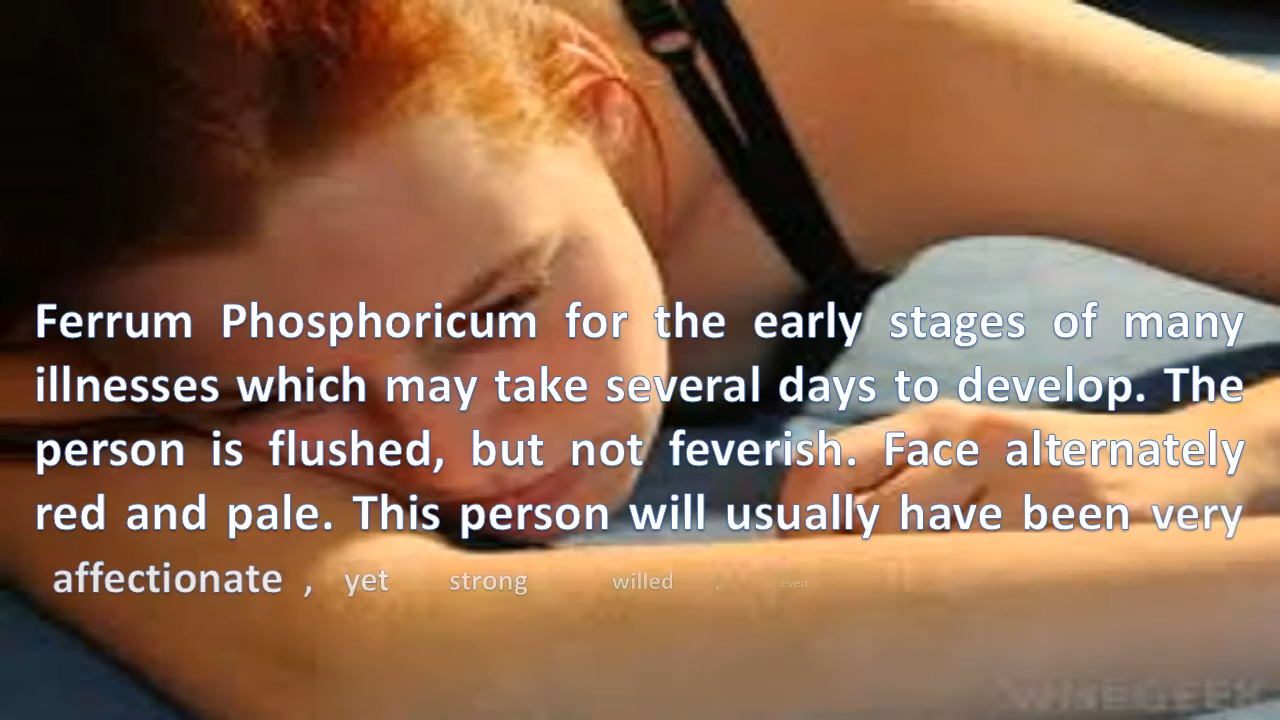 Ferrum Phosphoricum for the early stages of many
illnesses which may take several days to develop. The
person is flushed, but not feverish. Face alternately
red and pale. This person will usually have been very
affectionate , yet strong willed , even
WISEGEEK